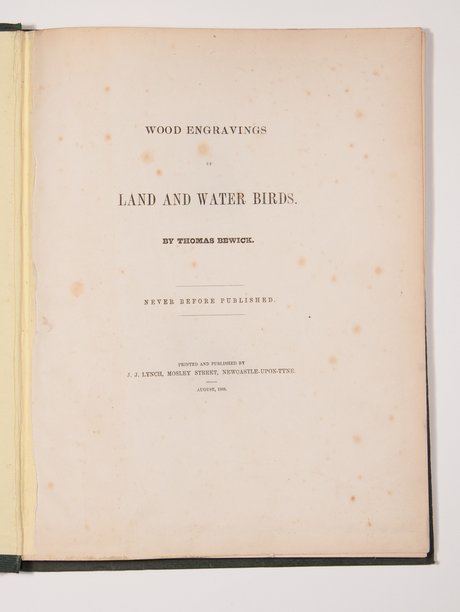 WOOD ENGRAVINGS
OF
LAND AND WATER BIRDS.
BY THOMAS BEWICK.
NEVER BEFORE PUBLISHED.
PRINTED AND PUBLISHED BY
J. J. LYNCH, MOSLEY STREET, NEWCASTLE-UPON-TYNE.
AUGUST,